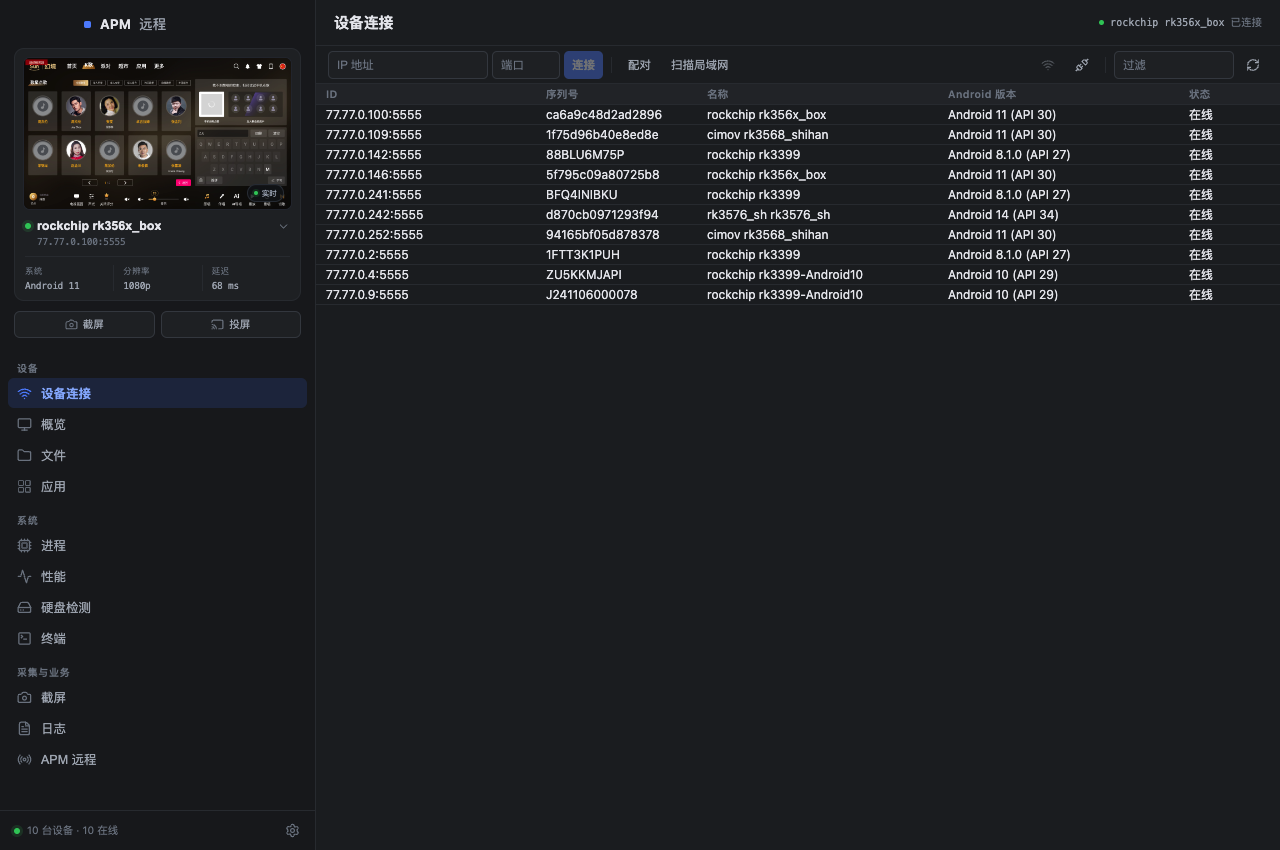 APM 远程
实时
rockchip rk356x_box
77.77.0.100:5555
系统 分辨率 延迟
Android 11 1080p 68 ms
截屏 投屏
设备
设备连接
概览
文件
应用
系统
进程
性能
硬盘检测
终端
采集与业务
截屏
日志
APM 远程
10 台设备 · 10 在线
设备连接
rockchip rk356x_box 已连接
IP 地址 端口 连接 配对 扫描局域网 过滤
ID 序列号 名称 Android 版本 状态
77.77.0.100:5555 ca6a9c48d2ad2896 rockchip rk356x_box Android 11 (API 30) 在线
77.77.0.109:5555 1f75d96b40e8ed8e cimov rk3568_shihan Android 11 (API 30) 在线
77.77.0.142:5555 88BLU6M75P rockchip rk3399 Android 8.1.0 (API 27) 在线
77.77.0.146:5555 5f795c09a80725b8 rockchip rk356x_box Android 11 (API 30) 在线
77.77.0.241:5555 BFQ4INIBKU rockchip rk3399 Android 8.1.0 (API 27) 在线
77.77.0.242:5555 d870cb0971293f94 rk3576_sh rk3576_sh Android 14 (API 34) 在线
77.77.0.252:5555 94165bf05d878378 cimov rk3568_shihan Android 11 (API 30) 在线
77.77.0.2:5555 1FTT3K1PUH rockchip rk3399 Android 8.1.0 (API 27) 在线
77.77.0.4:5555 ZU5KKMJAPI rockchip rk3399-Android10 Android 10 (API 29) 在线
77.77.0.9:5555 J241106000078 rockchip rk3399-Android10 Android 10 (API 29) 在线